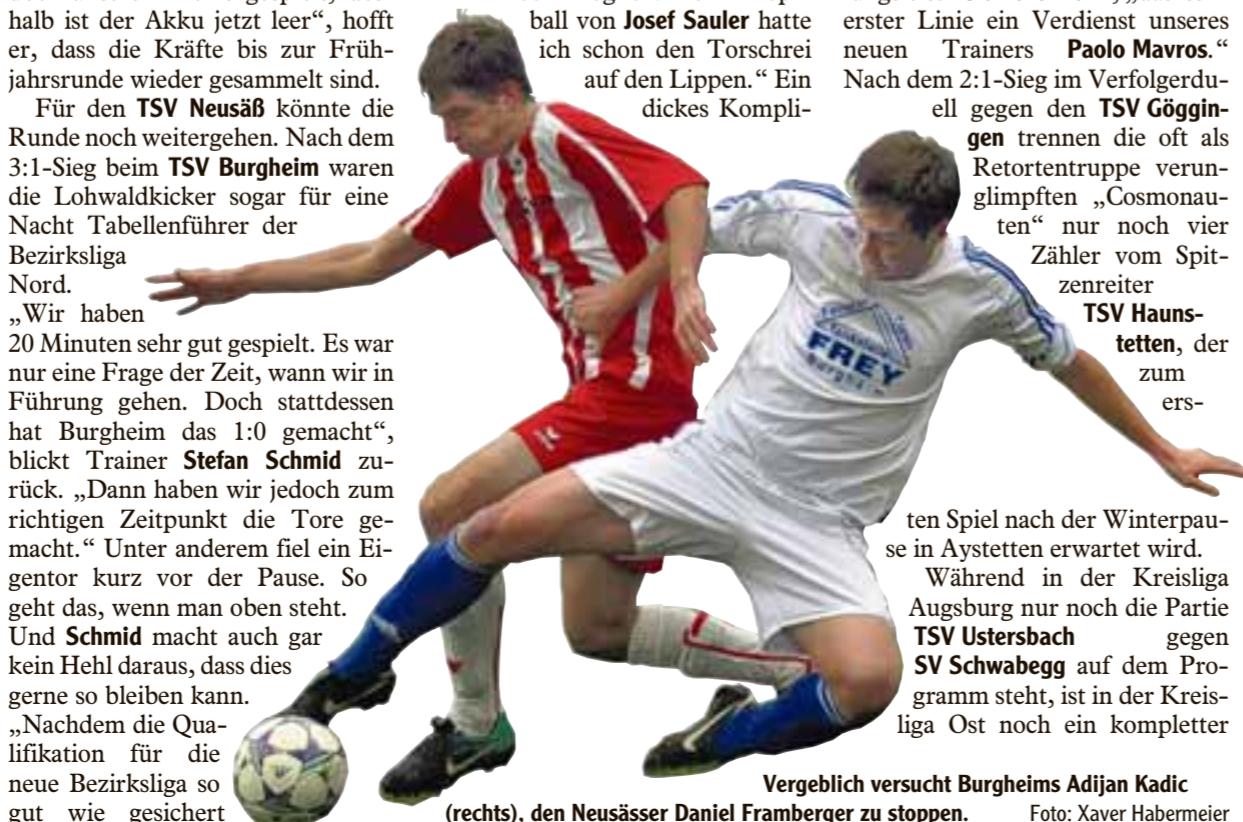 halb ist der Akku jetzt leer“, hofft
er, dass die Kräfte bis zur Früh-
jahrsrunde wieder gesammelt sind.
Für den TSV Neusäß könnte die
Runde noch weitergehen. Nach dem
3:1-Sieg beim TSV Burgheim waren
die Lohwaldkicker sogar für eine
Nacht Tabellenführer der
Bezirksliga
Nord.
„Wir haben
20 Minuten sehr gut gespielt. Es war
nur eine Frage der Zeit, wann wir in
Führung gehen. Doch stattdessen
hat Burgheim das 1:0 gemacht“,
blickt Trainer Stefan Schmid zu-
rück. „Dann haben wir jedoch zum
richtigen Zeitpunkt die Tore ge-
macht.“ Unter anderem fiel ein Ei-
gentor kurz vor der Pause. So
geht das, wenn man oben steht.
Und Schmid macht auch gar
kein Hehl daraus, dass dies
gerne so bleiben kann.
„Nachdem die Qua-
lifikation für die
neue Bezirksliga so
gut wie gesichert
ball von Josef Sauler hatte
ich schon den Torschrei
auf den Lippen.“ Ein
dickes Kompli-
erster Linie ein Verdienst unseres
neuen Trainers Paolo Mavros.“
Nach dem 2:1-Sieg im Verfolgerdu-
ell gegen den TSV Göggin-
gen trennen die oft als
Retortentruppe verun-
glimpften „Cosmonau-
ten“ nur noch vier
Zähler vom Spit-
zenreiter
TSV Hauns-
tetten, der
zum
ers-
ten Spiel nach der Winterpau-
se in Aystetten erwartet wird.
Während in der Kreisliga
Augsburg nur noch die Partie
TSV Ustersbach gegen
SV Schwabegg auf dem Pro-
gramm steht, ist in der Kreis-
liga Ost noch ein kompletter
FREY
Burgheim
Vergeblich versucht Burgheims Adijan Kadic
(rechts), den Neusässer Daniel Framberger zu stoppen. Foto: Xaver Habermeier